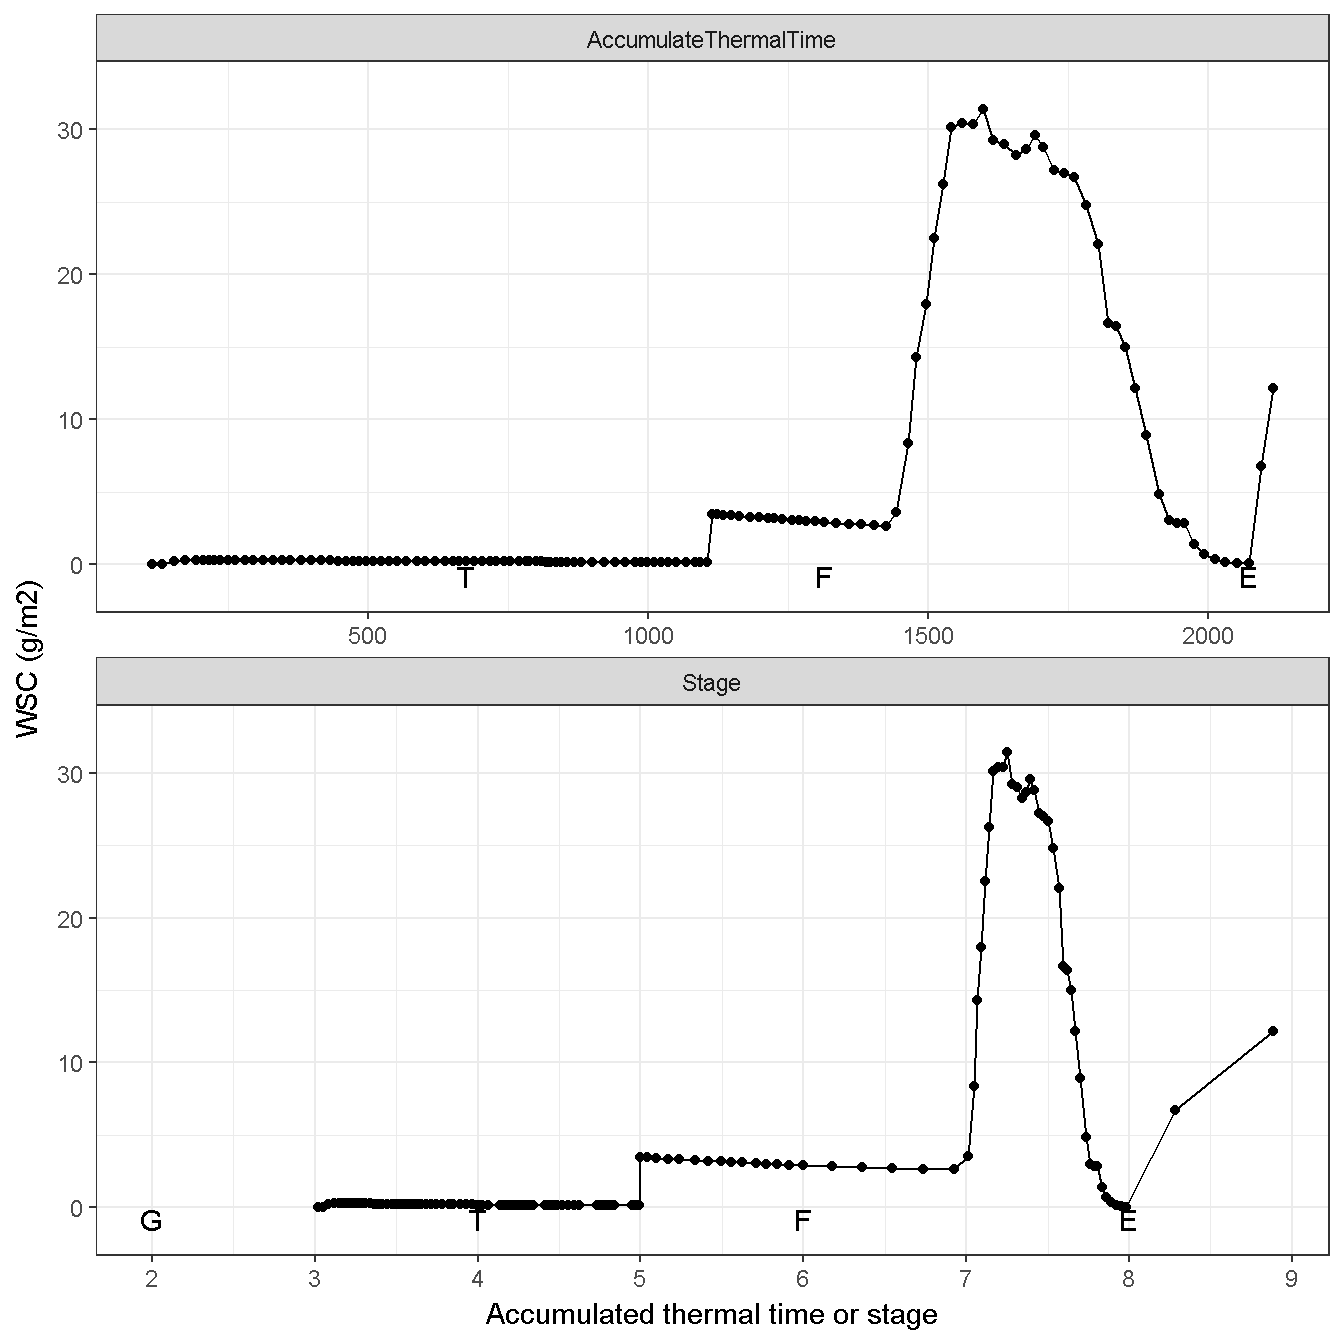 AccumulateThermalTime
30
20
10
0
T F E
500 1000 1500 2000
WSC (g/m2)
Stage
30
20
10
0
G T F E
2 3 4 5 6 7 8 9
Accumulated thermal time or stage